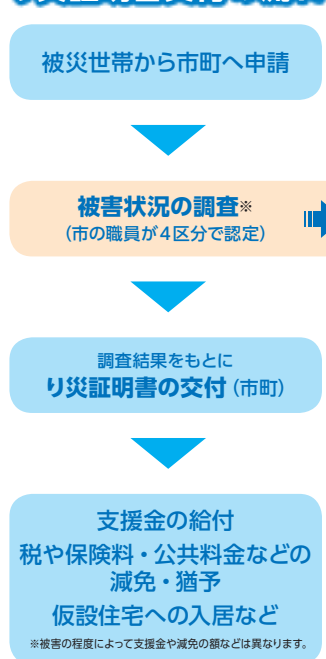 被災世帯から市町へ申請
被害状況の調査※
(市の職員が4区分で認定)
調査結果をもとに
り災証明書の交付(市町)
支援金の給付
税や保険料・公共料金などの
減免・猶予
仮設住宅への入居など
※被害の程度によって支援金や減免の額などは異なります。